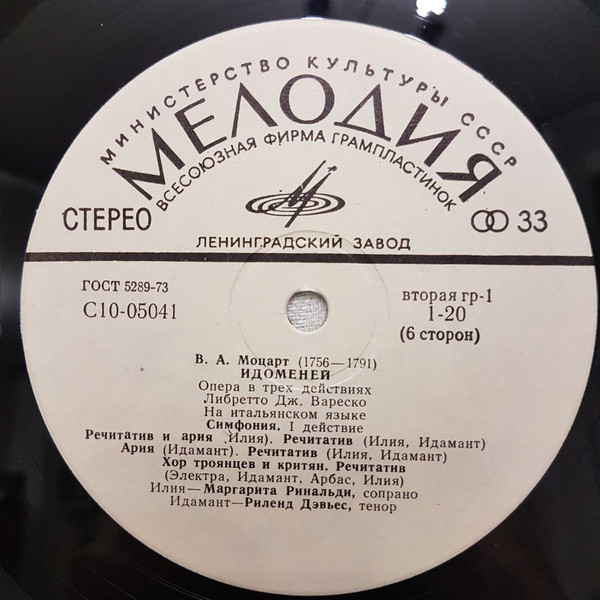 МИНИСТЕРСТВО КУЛЬТУРЫ СССР
МЕЛОДИЯ
ВСЕСОЮЗНАЯ ФИРМА ГРАМПЛАСТИНОК
СТЕРЕО
33
ЛЕНИНГРАДСКИЙ ЗАВОД
ГОСТ 5289-73
С10-05041
вторая гр-1
1-20
(6 сторон)
В. А. Моцарт (1756—1791)
ИДОМЕНЕЙ
Опера в трех действиях
Либретто Дж. Вареско
На итальянском языке
Симфония. I действие
Речитатив и ария (Илия). Речитатив (Илия, Идамант)
Ария (Идамант). Речитатив (Илия, Идамант)
Хор троянцев и критян. Речитатив
(Электра, Идамант, Арбас, Илия)
Илия—Маргарита Ринальди, сопрано
Идамант—Риленд Дэвьес, тенор